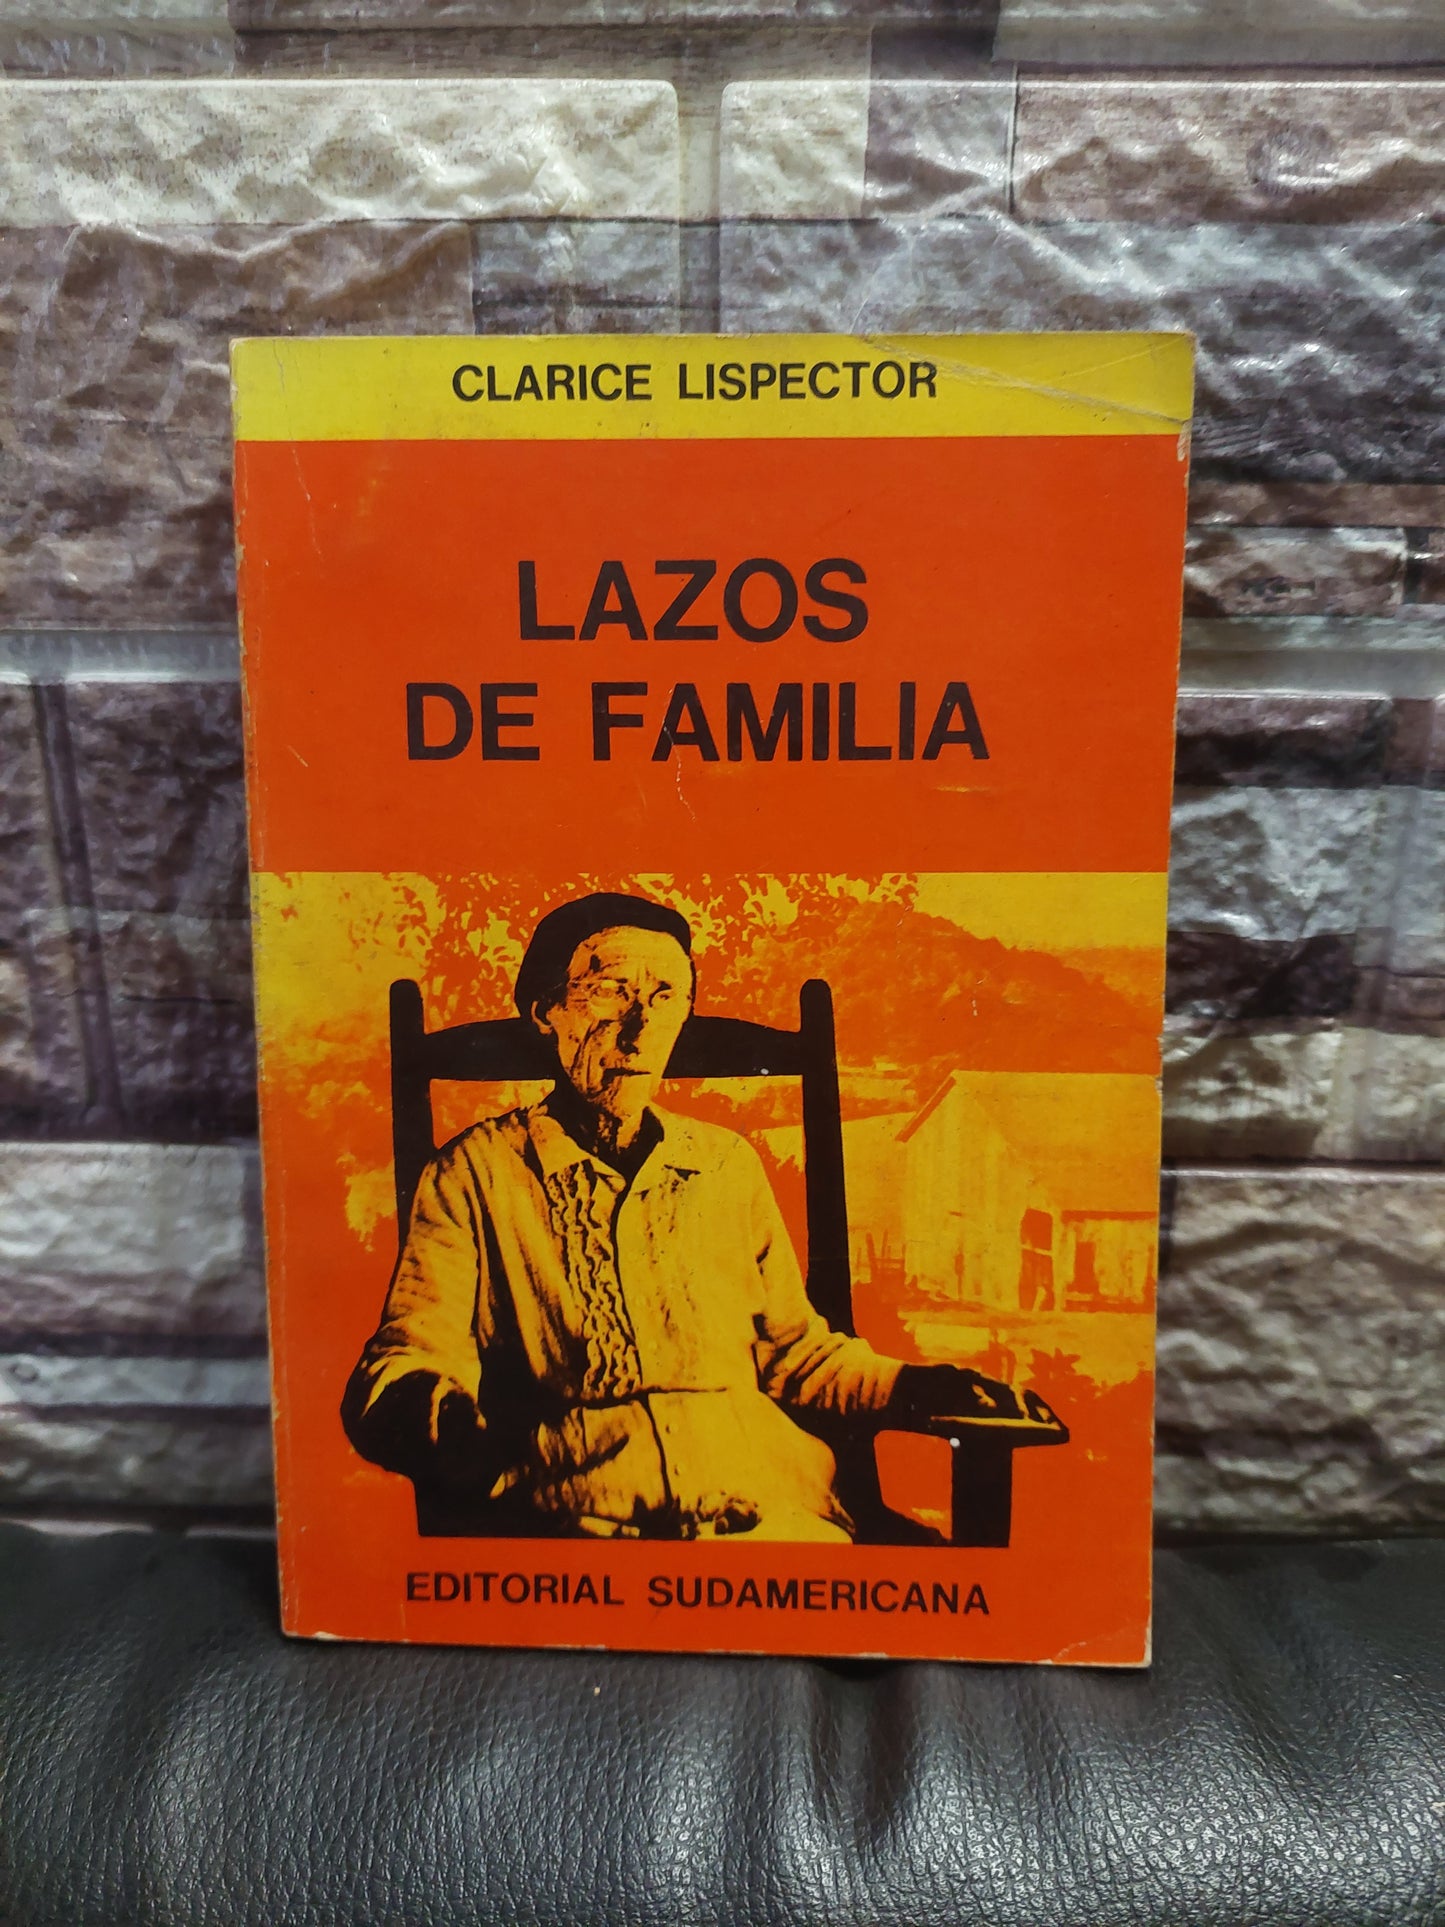 CLARICE LISPECTOR
LAZOS
DE FAMILIA
EDITORIAL SUDAMERICANA